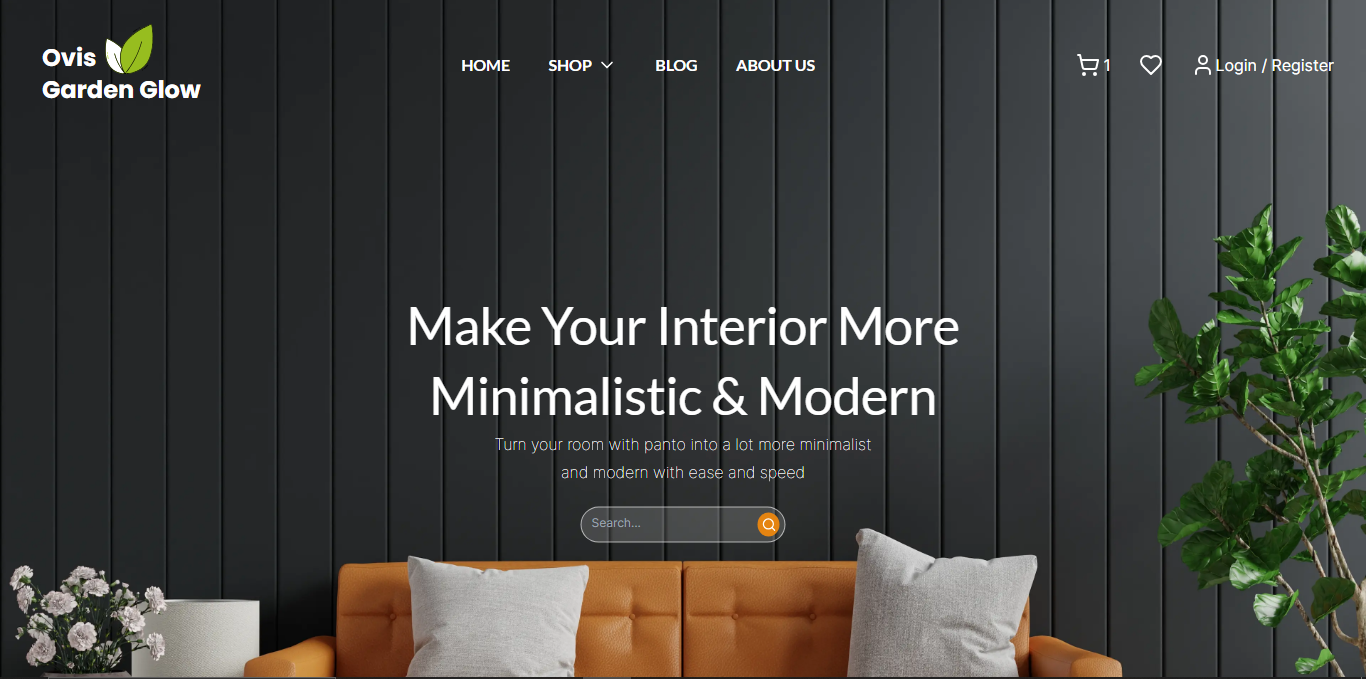 Ovis
Garden Glow
HOME SHOP BLOG ABOUT US
1 Login / Register
Make Your Interior More
Minimalistic & Modern
Turn your room with panto into a lot more minimalist
and modern with ease and speed
Search...